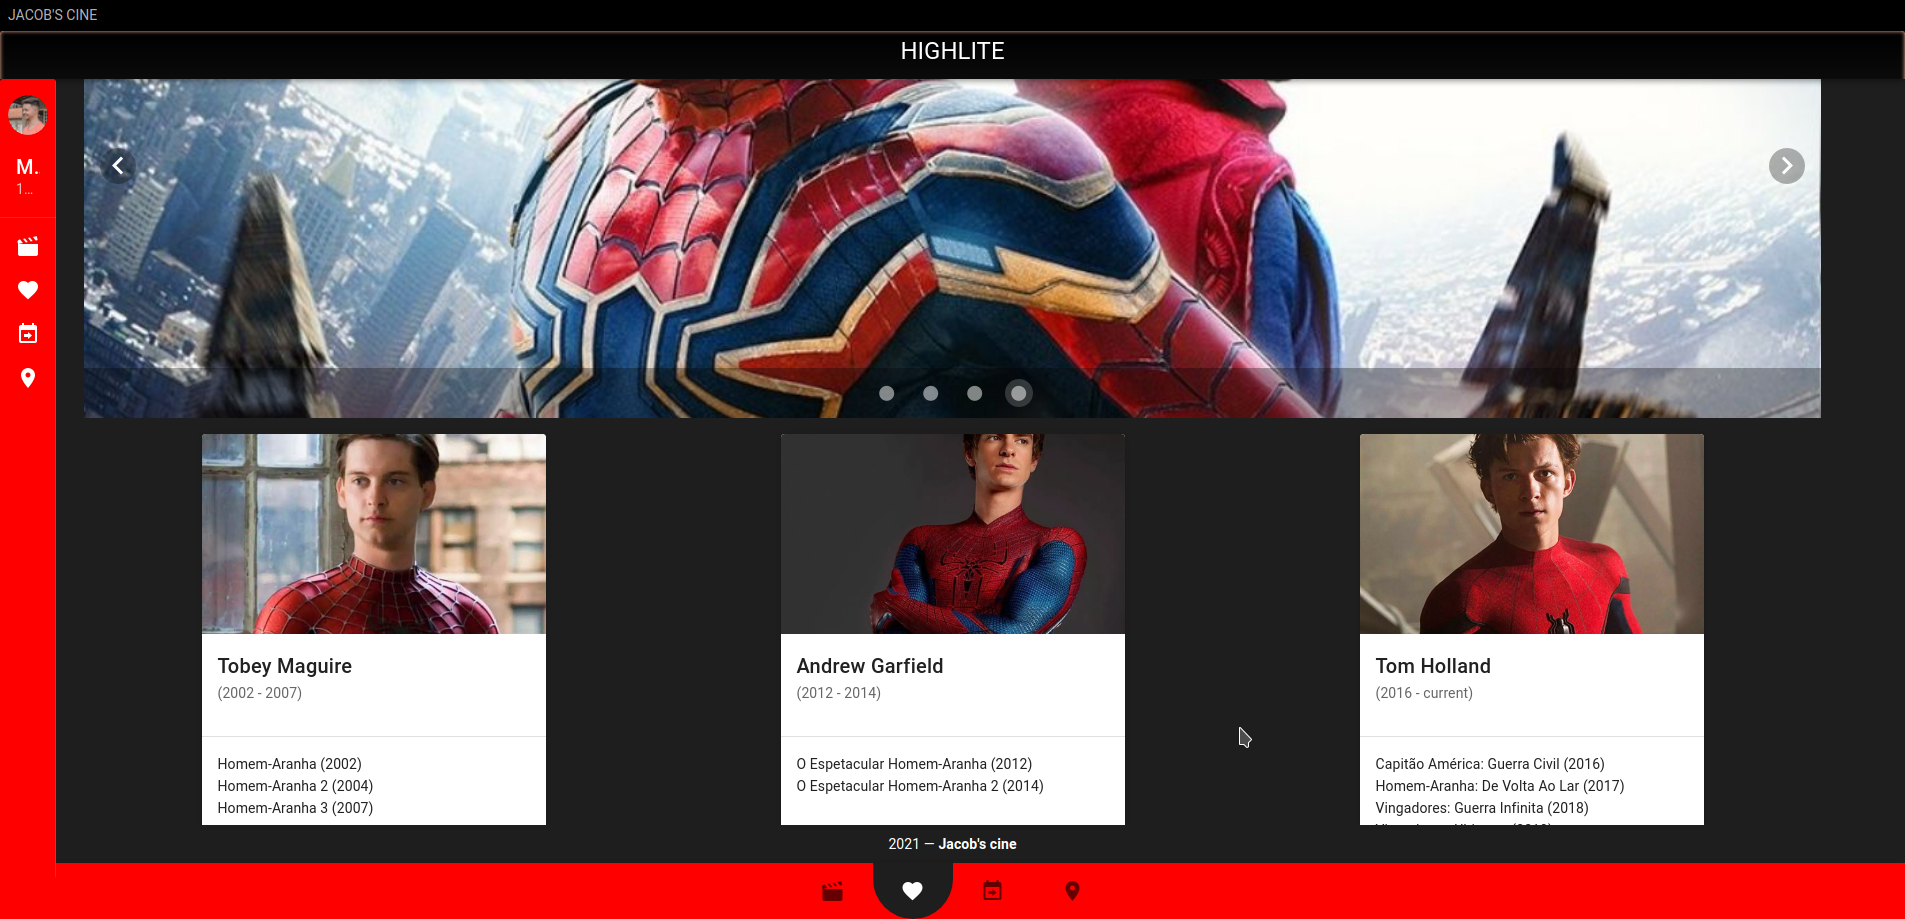 JACOB'S CINE
HIGHLITE
M.
1...
Tobey Maguire
(2002 - 2007)
Homem-Aranha (2002)
Homem-Aranha 2 (2004)
Homem-Aranha 3 (2007)
Andrew Garfield
(2012 - 2014)
O Espetacular Homem-Aranha (2012)
O Espetacular Homem-Aranha 2 (2014)
Tom Holland
(2016 - current)
Capitão América: Guerra Civil (2016)
Homem-Aranha: De Volta Ao Lar (2017)
Vingadores: Guerra Infinita (2018)
2021 — Jacob's cine